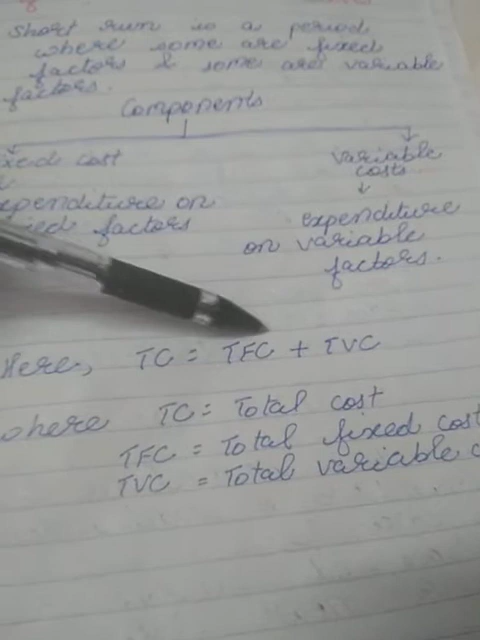 short run is a period
where some are fixed
factors & some are variable
factors.
Components
cost
variable
costs
on
factors
expenditure
on variable
factors.
Here, TC = TFC + TVC
where TC = Total cost
TFC = Total fixed cost
TVC = Total variable